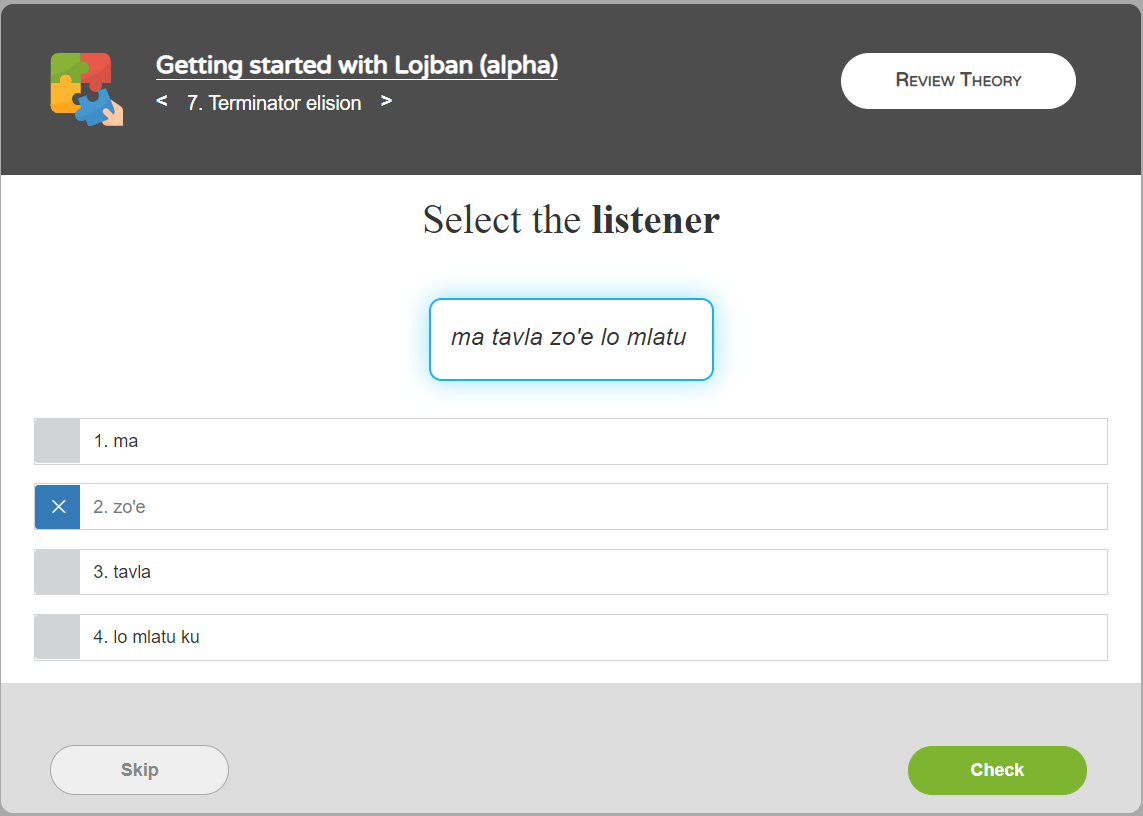 Getting started with Lojban (alpha)
< 7. Terminator elision >
Review Theory
Select the listener
ma tavla zo'e lo mlatu
1. ma
2. zo'e
3. tavla
4. lo mlatu ku
Skip
Check